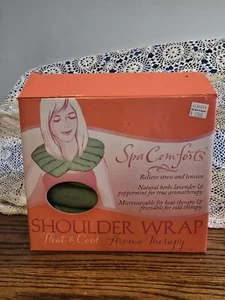 Spa Comforts
Relieve stress and tension
Natural herbs lavender &
peppermint for true aromatherapy
Microwaveable for heat therapy &
freezable for cold therapy
SHOULDER WRAP
Heat & Cool Aroma Therapy